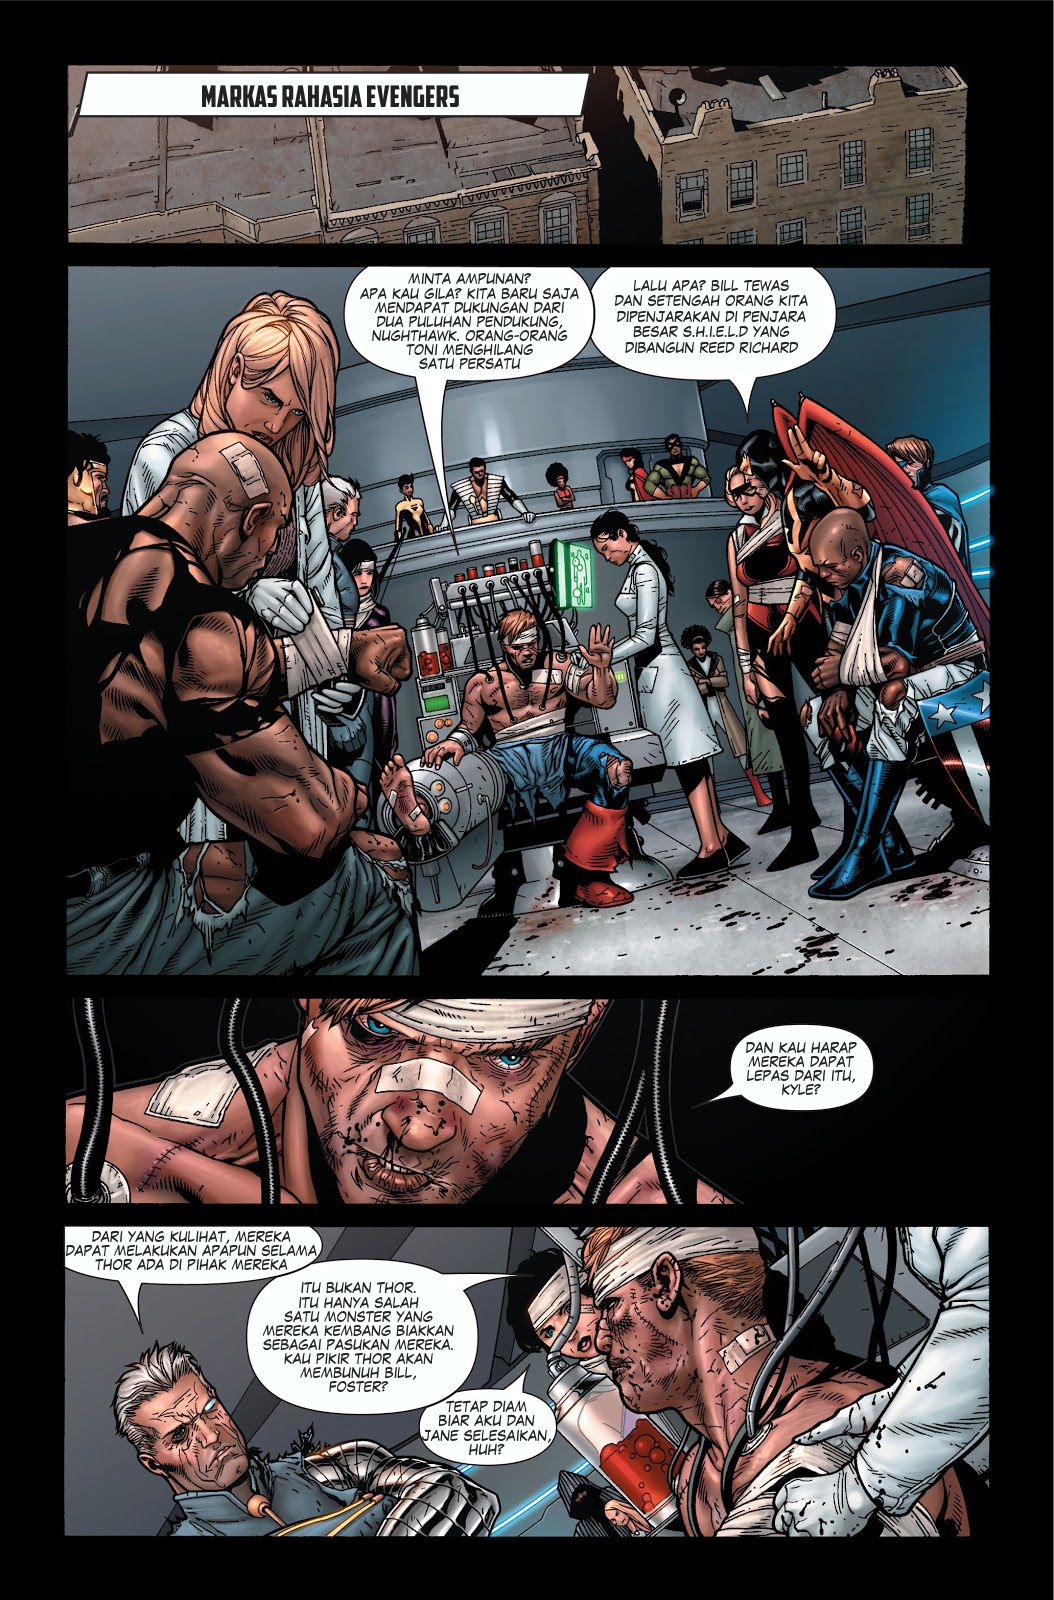 MARKAS RAHASIA EVENGERS
MINTA AMPUNAN?
APA KAU GILA? KITA BARU SAJA
MENDAPAT DUKUNGAN DARI
DUA PULUHAN PENDUKUNG,
NUGHTHAWK. ORANG-ORANG
TONI MENGHILANG
SATU PERSATU
LALU APA? BILL TEWAS
DAN SETENGAH ORANG KITA
DIPENJARAKAN DI PENJARA
BESAR S.H.I.E.L.D YANG
DIBANGUN REED RICHARD
DAN KAU HARAP
MEREKA DAPAT
LEPAS DARI ITU,
KYLE?
DARI YANG KULIHAT, MEREKA
DAPAT MELAKUKAN APAPUN SELAMA
THOR ADA DI PIHAK MEREKA
ITU BUKAN THOR.
ITU HANYA SALAH
SATU MONSTER YANG
MEREKA KEMBANG BIAKKAN
SEBAGAI PASUKAN MEREKA.
KAU PIKIR THOR AKAN
MEMBUNUH BILL,
FOSTER?
TETAP DIAM
BIAR AKU DAN
JANE SELESAIKAN,
HUH?